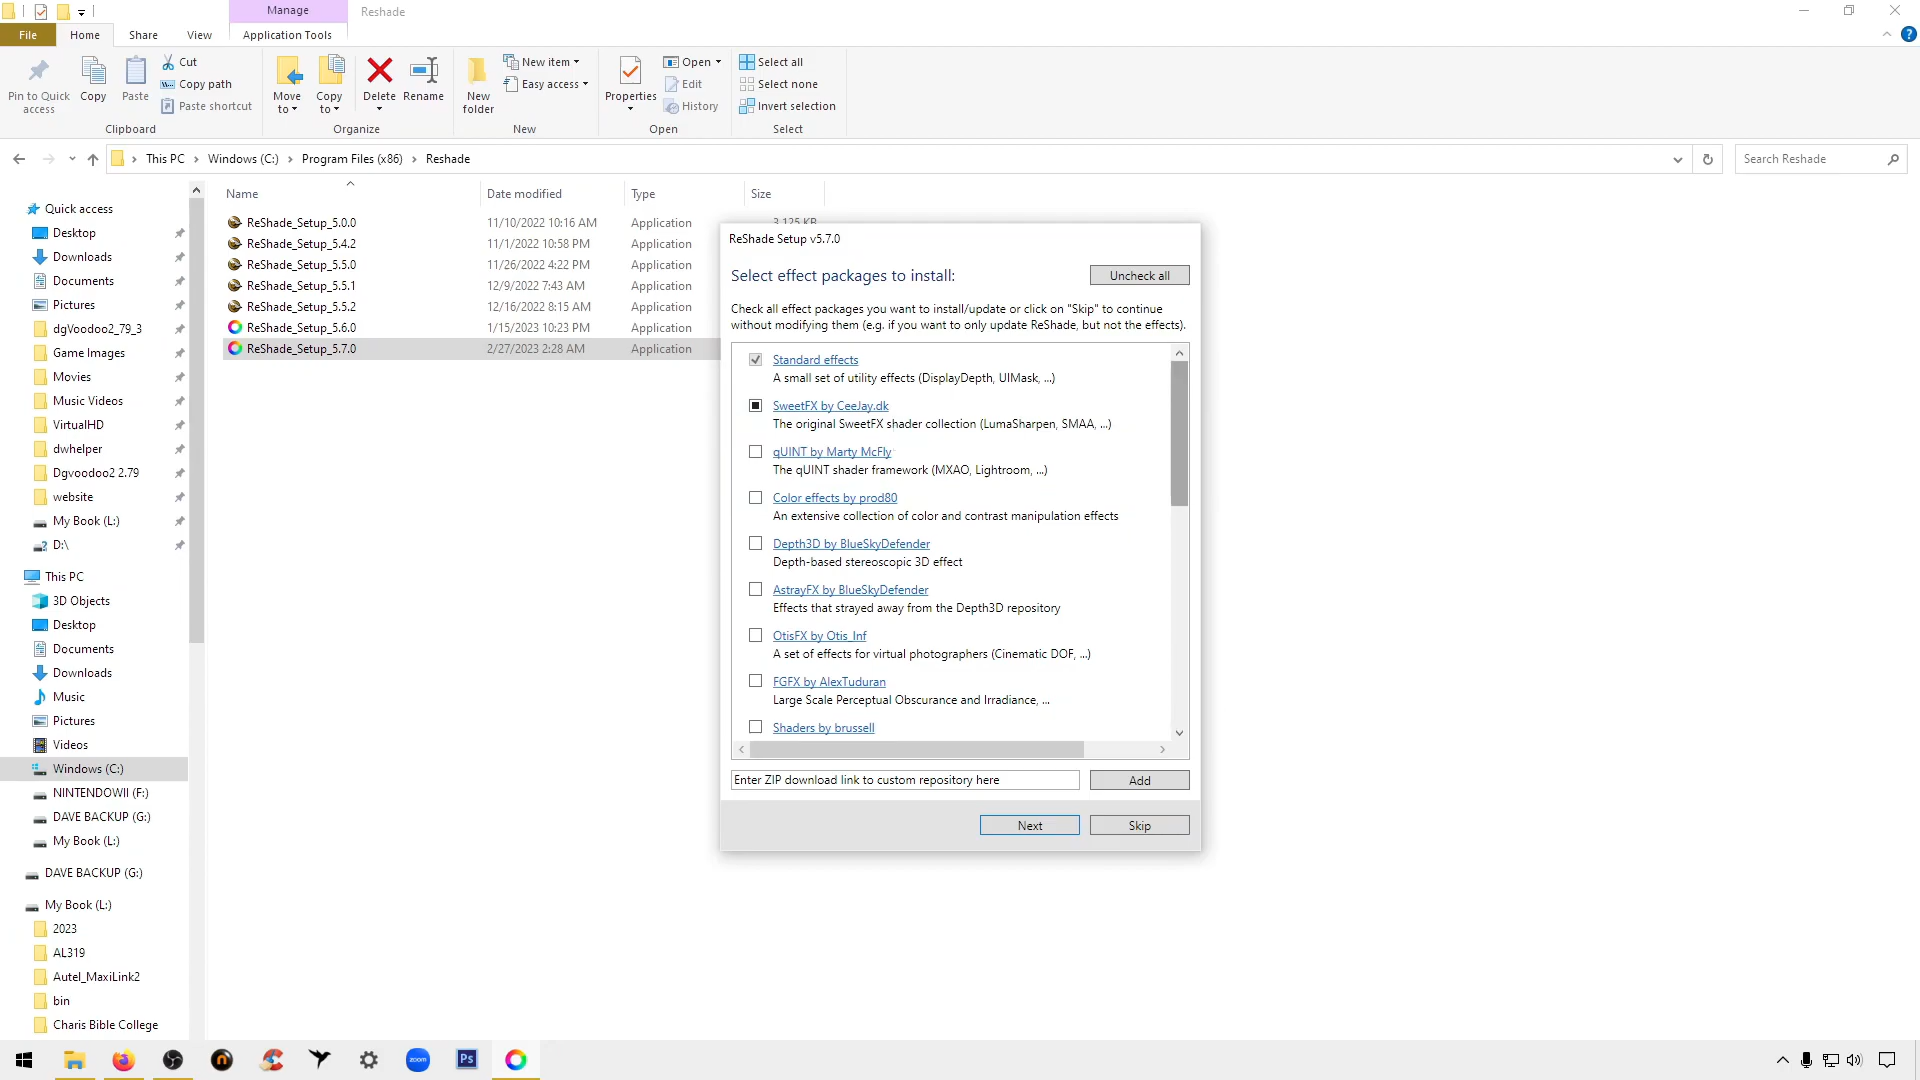 Manage
Reshade
File
Home
Share
View
Application Tools
Pin to Quick access
Copy
Paste
Cut
Copy path
Paste shortcut
Clipboard
Move to
Copy to
Delete
Rename
Organize
New folder
New item
Easy access
New
Properties
Open
Edit
History
Open
Select all
Select none
Invert selection
Select
This PC
Windows (C:)
Program Files (x86)
Reshade
Search Reshade
Name
Date modified
Type
Size
ReShade_Setup_5.0.0 11/10/2022 10:16 AM Application 3,125 KB
ReShade_Setup_5.4.2 11/1/2022 10:58 PM Application
ReShade_Setup_5.5.0 11/26/2022 4:22 PM Application
ReShade_Setup_5.5.1 12/9/2022 7:43 AM Application
ReShade_Setup_5.5.2 12/16/2022 8:15 AM Application
ReShade_Setup_5.6.0 1/15/2023 10:23 PM Application
ReShade_Setup_5.7.0 2/27/2023 2:28 AM Application
Quick access
Desktop
Downloads
Documents
Pictures
dgVoodoo2_79_3
Game Images
Movies
Music Videos
VirtualHD
dwhelper
Dgvoodoo2 2.79
website
My Book (L:)
D:\
This PC
3D Objects
Desktop
Documents
Downloads
Music
Pictures
Videos
Windows (C:)
NINTENDOWII (F:)
DAVE BACKUP (G:)
My Book (L:)
DAVE BACKUP (G:)
My Book (L:)
2023
AL319
Autel_MaxiLink2
bin
Charis Bible College
ReShade Setup v5.7.0
Select effect packages to install:
Uncheck all
Check all effect packages you want to install/update or click on "Skip" to continue
without modifying them (e.g. if you want to only update ReShade, but not the effects).
Standard effects
A small set of utility effects (DisplayDepth, UIMask, ...)
SweetFX by CeeJay.dk
The original SweetFX shader collection (LumaSharpen, SMAA, ...)
qUINT by Marty McFly
The qUINT shader framework (MXAO, Lightroom, ...)
Color effects by prod80
An extensive collection of color and contrast manipulation effects
Depth3D by BlueSkyDefender
Depth-based stereoscopic 3D effect
AstrayFX by BlueSkyDefender
Effects that strayed away from the Depth3D repository
OtisFX by Otis_Inf
A set of effects for virtual photographers (Cinematic DOF, ...)
FGFX by AlexTuduran
Large Scale Perceptual Obscurance and Irradiance, ...
Shaders by brussell
Enter ZIP download link to custom repository here
Add
Next
Skip
zoom
Ps